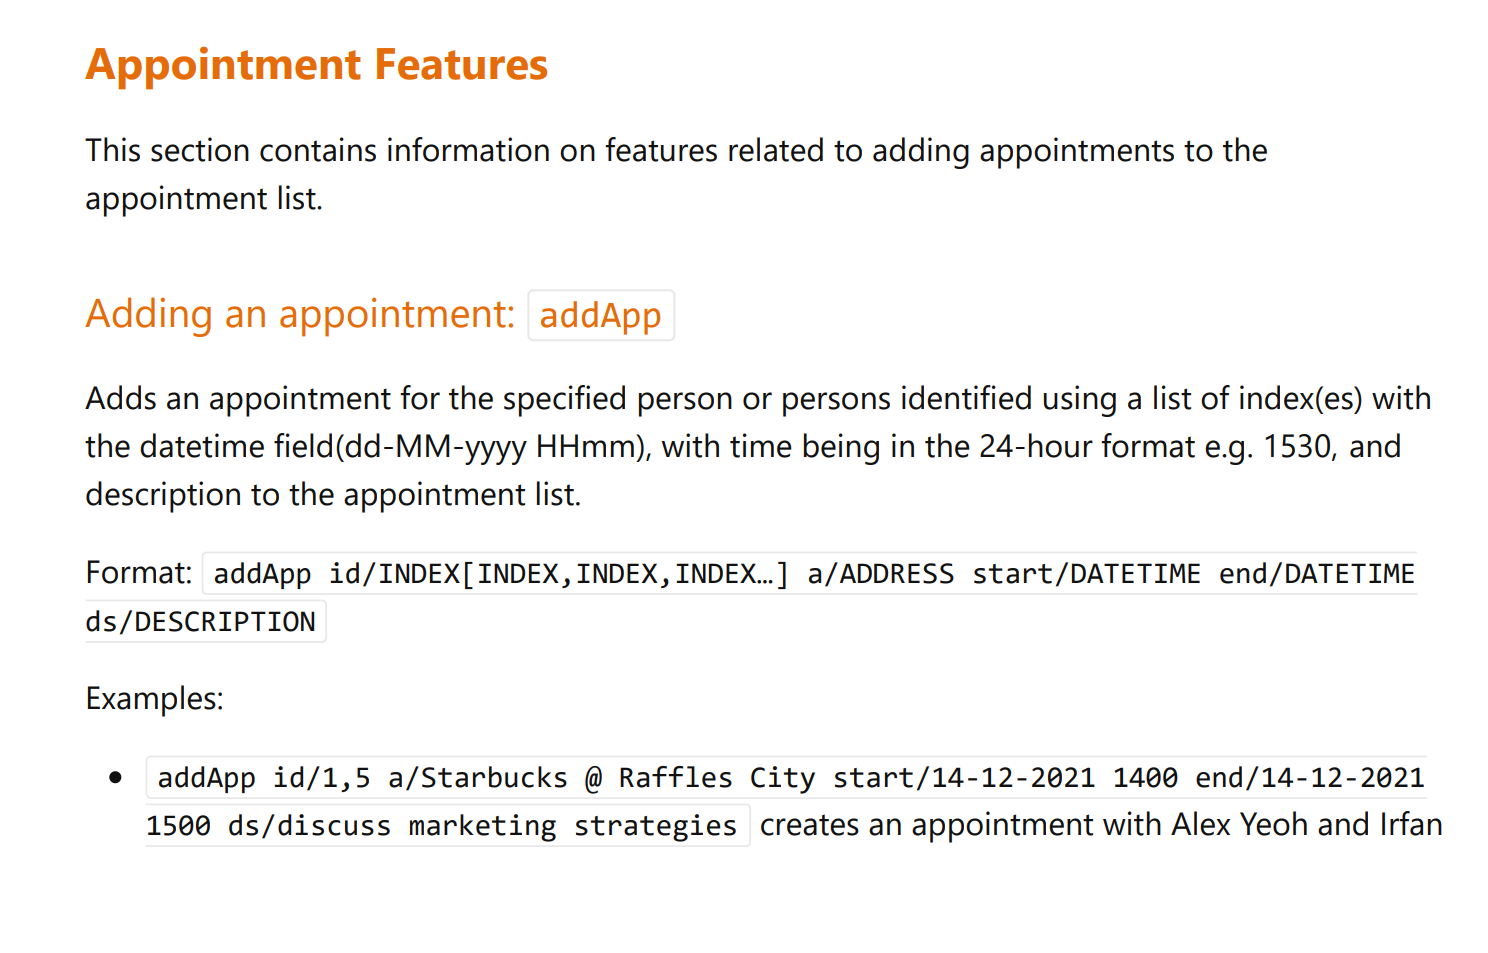 Appointment Features
This section contains information on features related to adding appointments to the
appointment list.
Adding an appointment: addApp
Adds an appointment for the specified person or persons identified using a list of index(es) with
the datetime field(dd-MM-yyyy HHmm), with time being in the 24-hour format e.g. 1530, and
description to the appointment list.
Format: addApp id/INDEX[INDEX,INDEX,INDEX…] a/ADDRESS start/DATETIME end/DATETIME
ds/DESCRIPTION
Examples:
• addApp id/1,5 a/Starbucks @ Raffles City start/14-12-2021 1400 end/14-12-2021
1500 ds/discuss marketing strategies creates an appointment with Alex Yeoh and Irfan